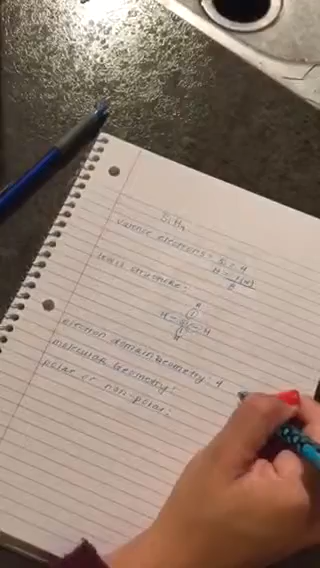 SiH4
valence electrons = Si = 4
H = 1(4)
8
lewis structure:
H
H - Si - H
H
electron domain Geometry: 4
molecular Geometry:
polar or non-polar: